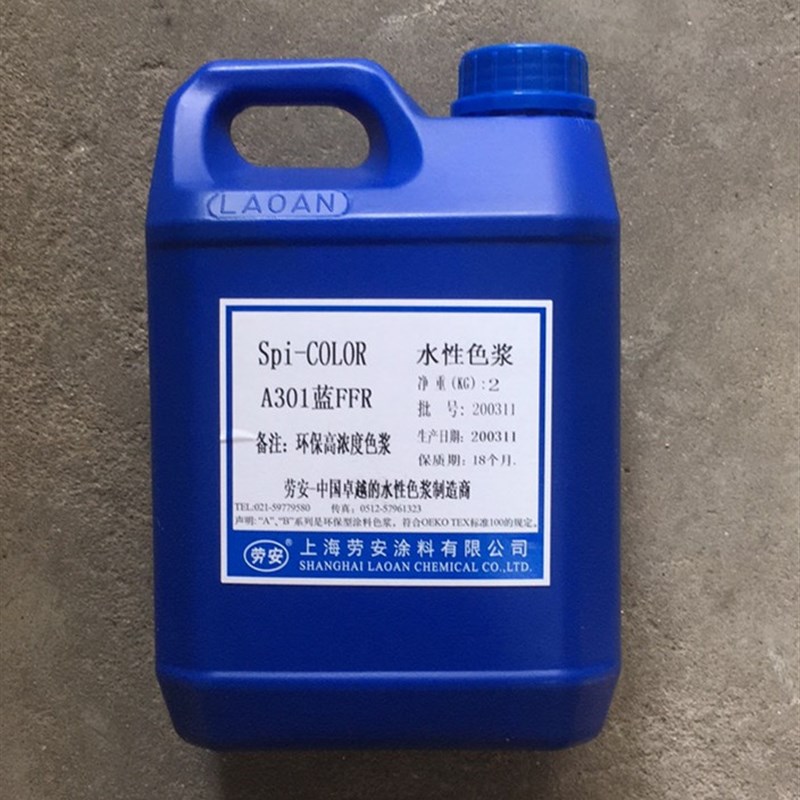 LAOAN
Spi-COLOR
水性色浆
A301蓝FFR
净 重(KG):2
批 号: 200311
备注: 环保高浓度色浆
生产日期: 200311
保质期: 18个月.
劳安-中国卓越的水性色浆制造商
TEL:021-59779580 传真: 0512-57961323
声明: “A”、“B”系列是环保型涂料色浆，符合OEKO TEX标准100的规定。
劳安® 上海劳安涂料有限公司
SHANGHAI LAOAN CHEMICAL CO.,LTD.